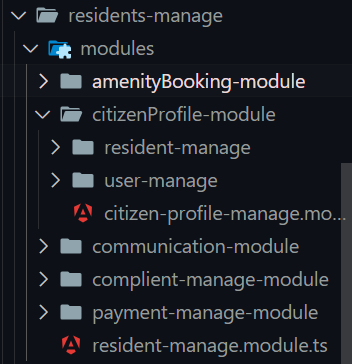 residents-manage
modules
amenityBooking-module
citizenProfile-module
resident-manage
user-manage
citizen-profile-manage.mo...
communication-module
complient-manage-module
payment-manage-module
resident-manage.module.ts